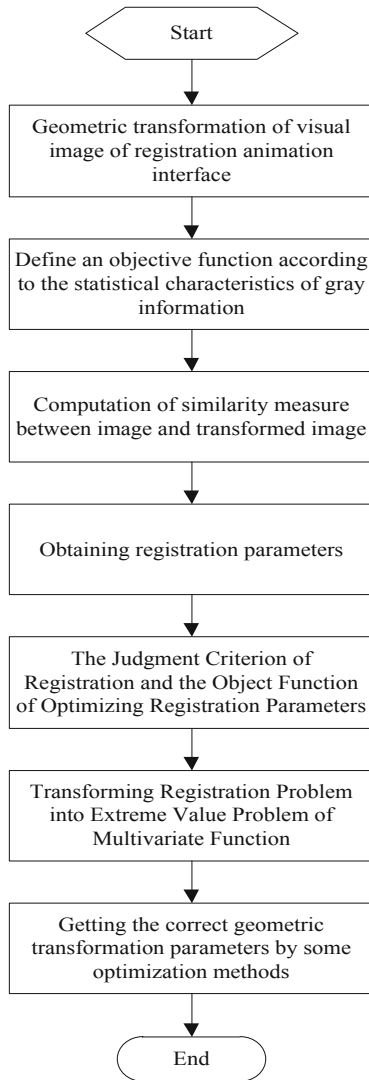 Start
Geometric transformation of visual
image of registration animation
interface
Define an objective function according
to the statistical characteristics of gray
information
Computation of similarity measure
between image and transformed image
Obtaining registration parameters
The Judgment Criterion of
Registration and the Object Function
of Optimizing Registration Parameters
Transforming Registration Problem
into Extreme Value Problem of
Multivariate Function
Getting the correct geometric
transformation parameters by some
optimization methods
End